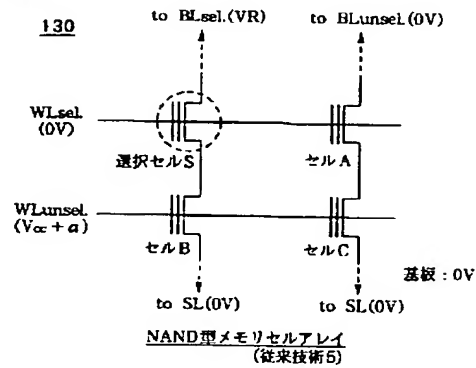 130
to BLsel.(VR)
to BLunsel.(0V)
WLsel.
(0V)
選択セルS
セルA
WLunsel.
(Vcc+α)
セルB
セルC
基板：0V
to SL(0V)
to SL(0V)
NAND型メモリセルアレイ
(従来技術5)